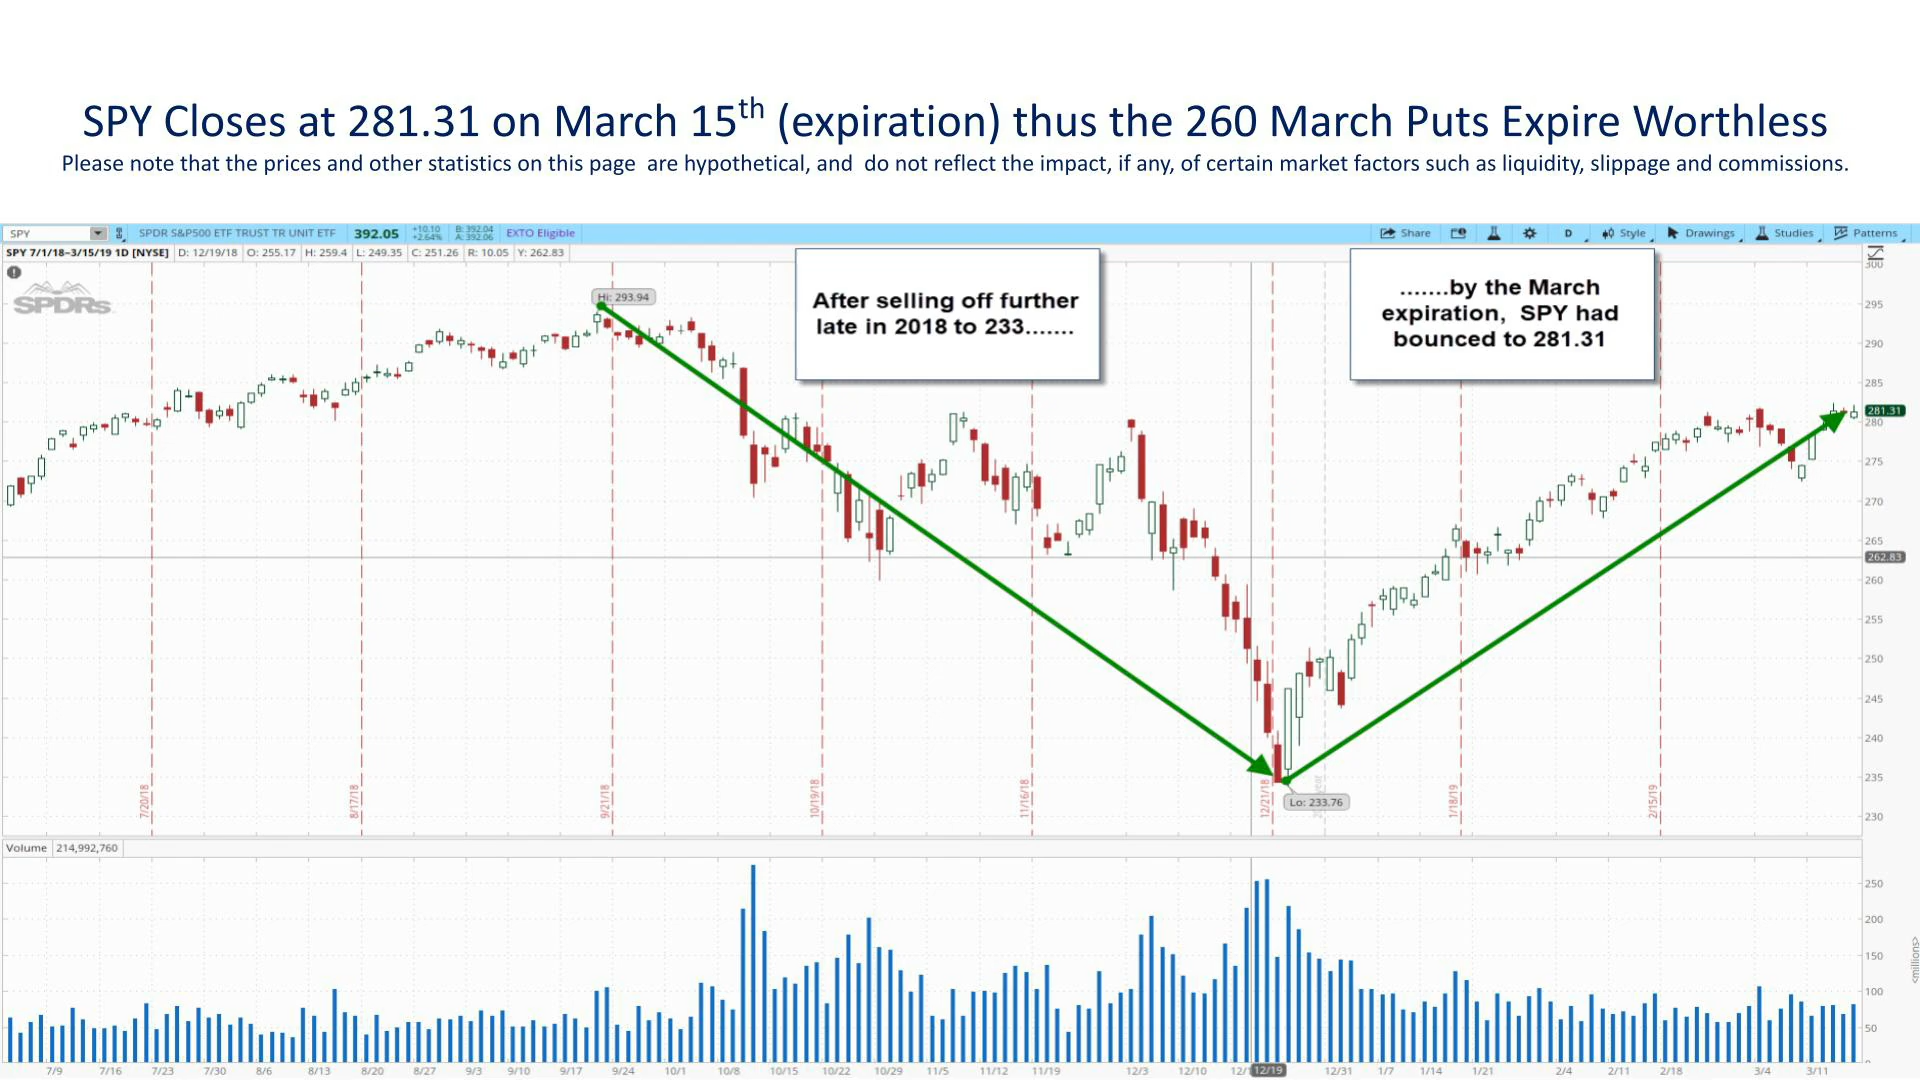 SPY Closes at 281.31 on March 15th (expiration) thus the 260 March Puts Expire Worthless
Please note that the prices and other statistics on this page are hypothetical, and do not reflect the impact, if any, of certain market factors such as liquidity, slippage and commissions.
SPY SPDR S&P500 ETF TRUST TR UNIT ETF 392.05 +10.10 +2.64% B: 392.04 A: 392.06 EXTO Eligible Share D Style Drawings Studies Patterns
SPY 7/1/18-3/15/19 1D [NYSE] D: 12/19/18 O: 255.17 H: 259.4 L: 249.35 C: 251.26 R: 10.05 Y: 262.83
SPDRs
Hi: 293.94
After selling off further
late in 2018 to 233.......
.......by the March
expiration, SPY had
bounced to 281.31
300
295
290
285
281.31
280
275
270
265
262.83
260
255
250
245
240
235
230
7/20/18
8/17/18
9/21/18
10/19/18
11/16/18
12/21/18
1/18/19
2/15/19
Lo: 233.76
Volume 214,992,760
250
200
150
100
50
<millions>
7/9 7/16 7/23 7/30 8/6 8/13 8/20 8/27 9/3 9/10 9/17 9/24 10/1 10/8 10/15 10/22 10/29 11/5 11/12 11/19 12/3 12/10 12/19 12/31 1/7 1/14 1/21 2/4 2/11 2/18 3/4 3/11